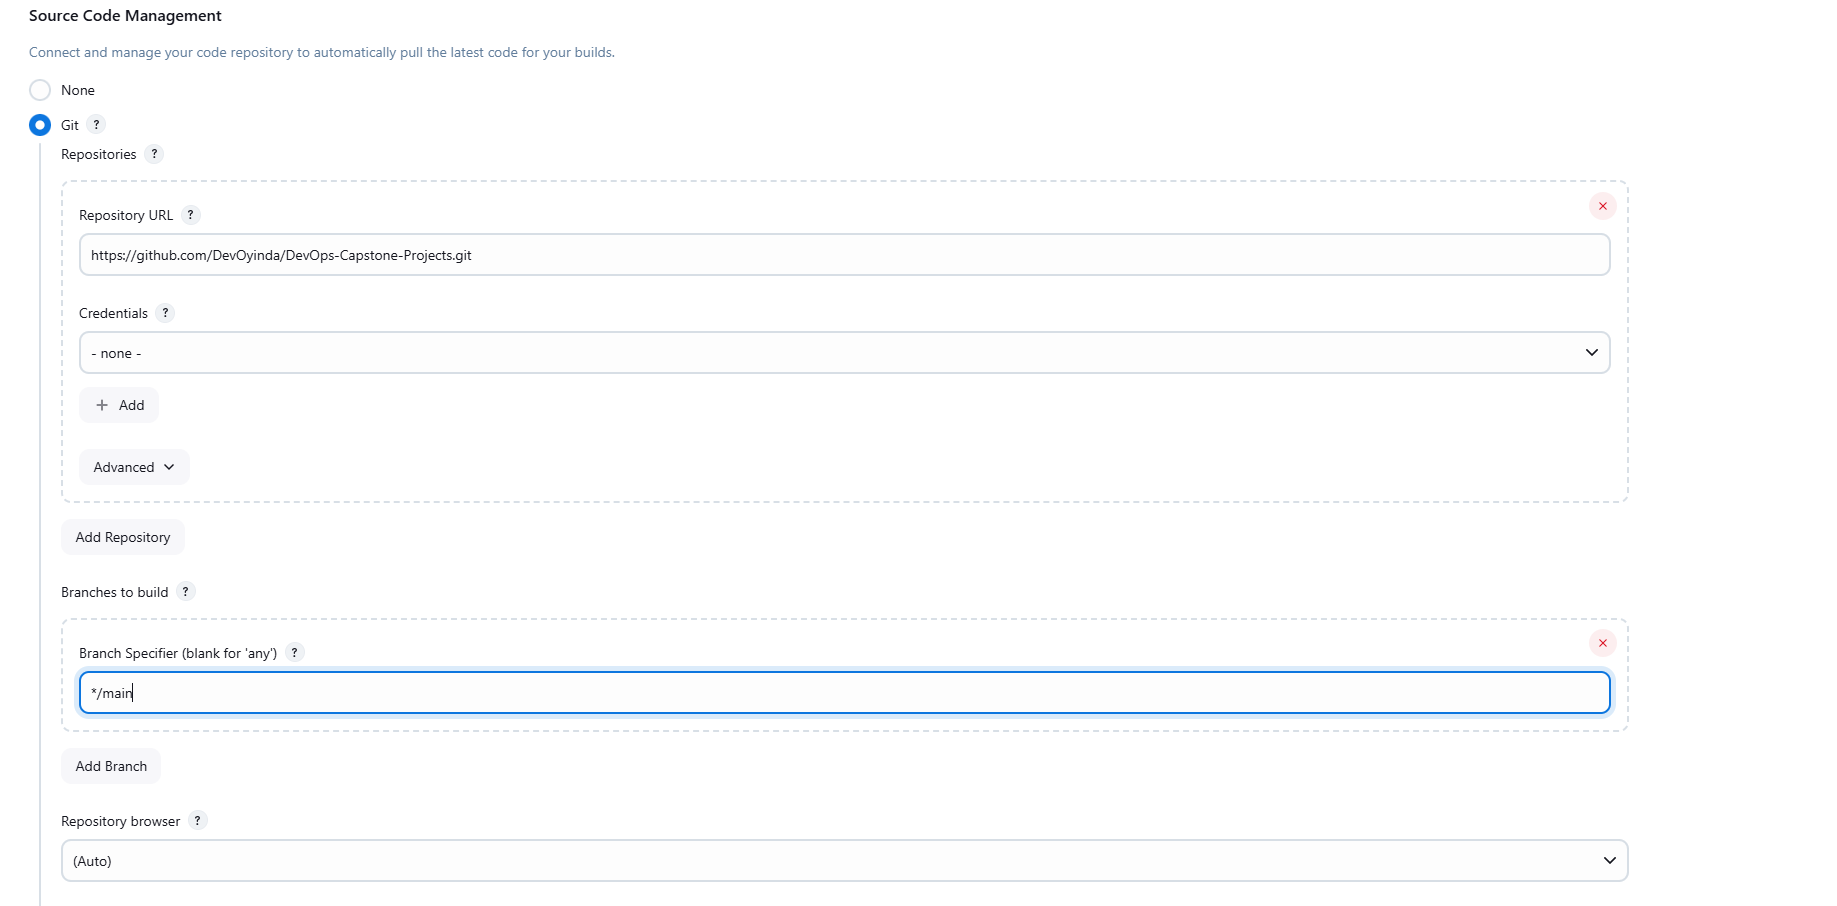 Source Code Management
Connect and manage your code repository to automatically pull the latest code for your builds.
None
Git ?
Repositories ?
Repository URL ?
https://github.com/DevOyinda/DevOps-Capstone-Projects.git
Credentials ?
- none -
+ Add
Advanced
Add Repository
Branches to build ?
Branch Specifier (blank for 'any') ?
*/main
Add Branch
Repository browser ?
(Auto)